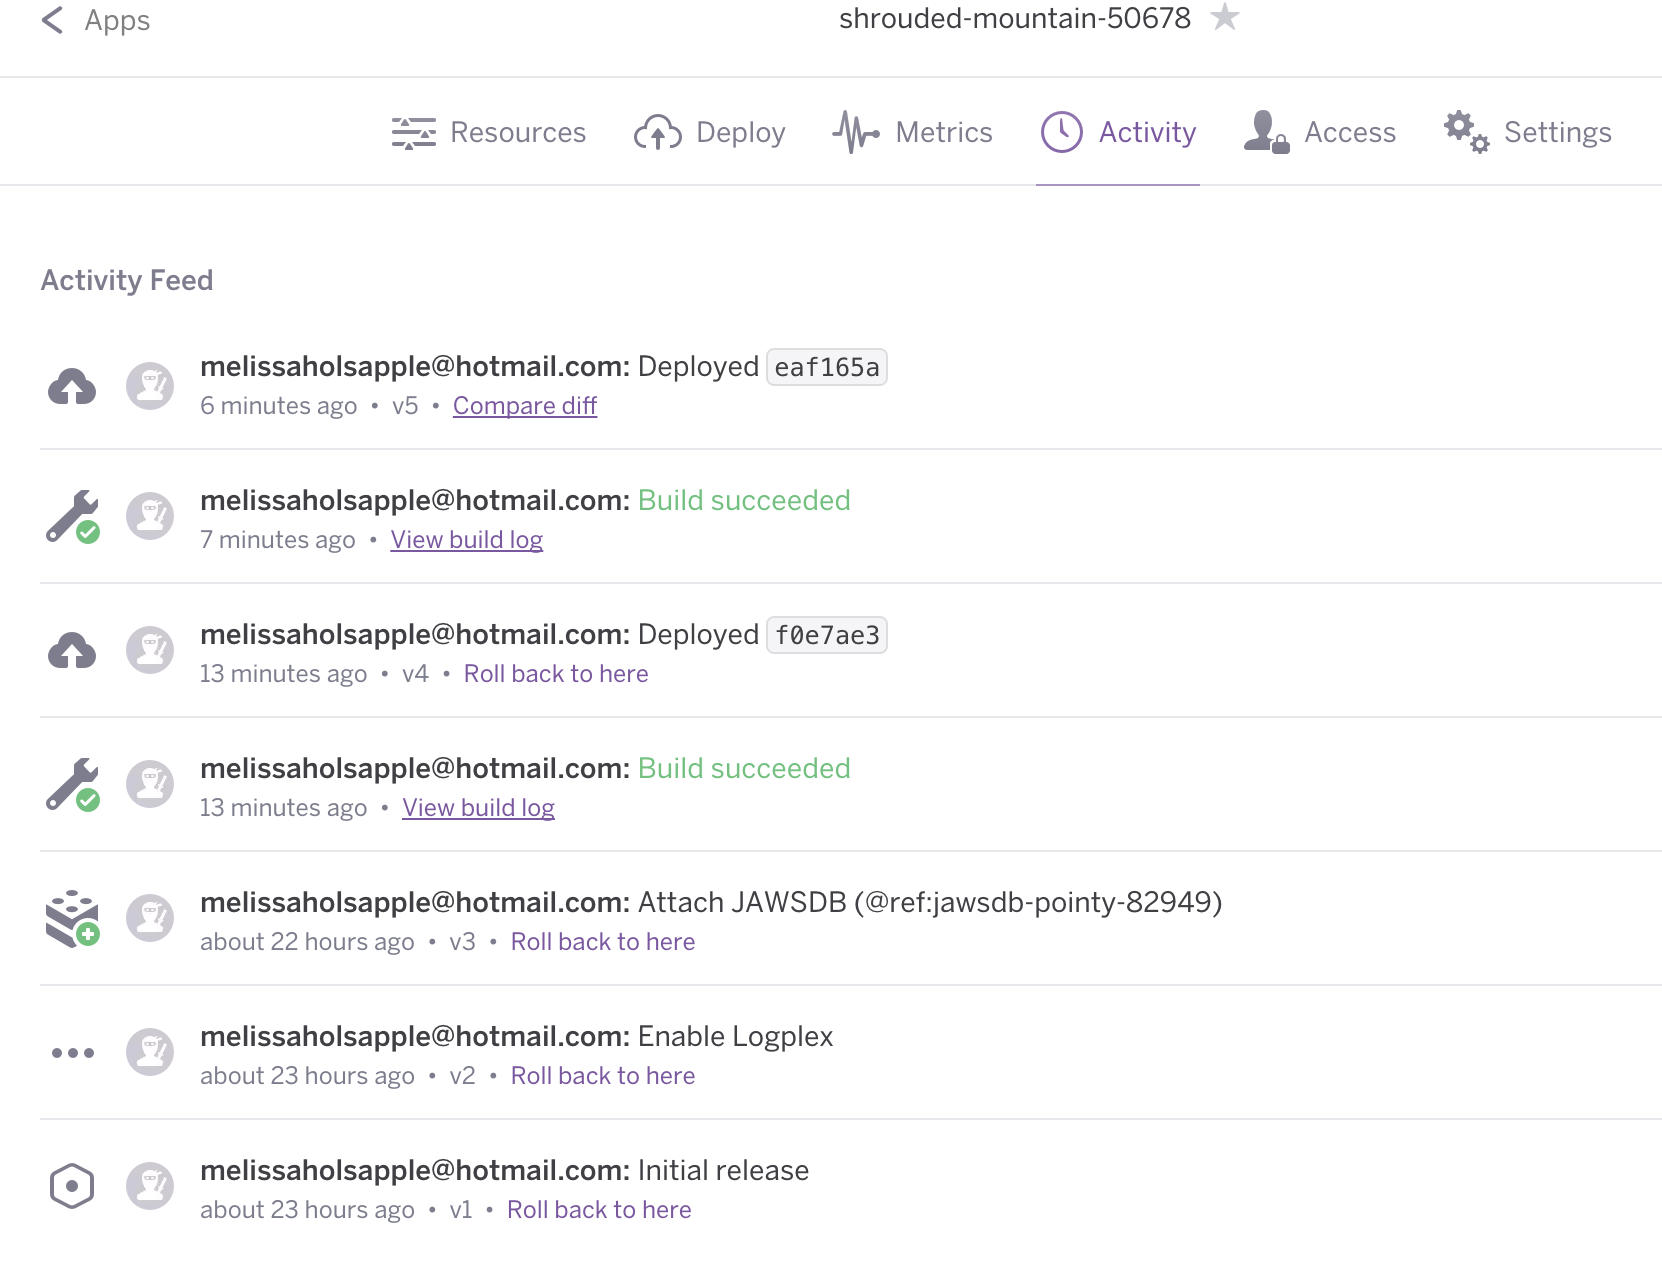 Apps
shrouded-mountain-50678
Resources Deploy Metrics Activity Access Settings
Activity Feed
melissaholsapple@hotmail.com: Deployed eaf165a
6 minutes ago • v5 • Compare diff
melissaholsapple@hotmail.com: Build succeeded
7 minutes ago • View build log
melissaholsapple@hotmail.com: Deployed f0e7ae3
13 minutes ago • v4 • Roll back to here
melissaholsapple@hotmail.com: Build succeeded
13 minutes ago • View build log
melissaholsapple@hotmail.com: Attach JAWSDB (@ref:jawsdb-pointy-82949)
about 22 hours ago • v3 • Roll back to here
melissaholsapple@hotmail.com: Enable Logplex
about 23 hours ago • v2 • Roll back to here
melissaholsapple@hotmail.com: Initial release
about 23 hours ago • v1 • Roll back to here